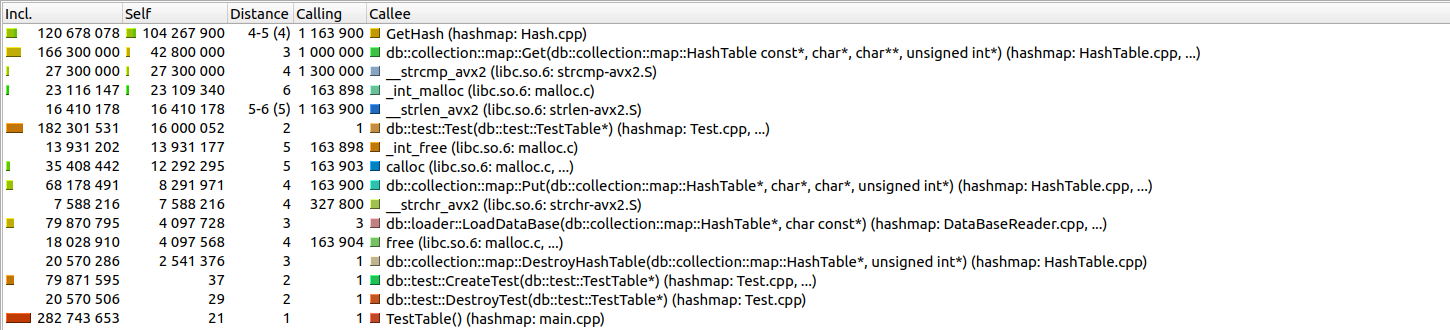 Incl. Self Distance Calling Callee
120 678 078 104 267 900 4-5 (4) 1 163 900 GetHash (hashmap: Hash.cpp)
166 300 000 42 800 000 3 1 000 000 db::collection::map::Get(db::collection::map::HashTable const*, char*, char**, unsigned int*) (hashmap: HashTable.cpp, ...)
27 300 000 27 300 000 4 1 300 000 __strcmp_avx2 (libc.so.6: strcmp-avx2.S)
23 116 147 23 109 340 6 163 898 _int_malloc (libc.so.6: malloc.c)
16 410 178 16 410 178 5-6 (5) 1 163 900 __strlen_avx2 (libc.so.6: strlen-avx2.S)
182 301 531 16 000 052 2 1 db::test::Test(db::test::TestTable*) (hashmap: Test.cpp, ...)
13 931 202 13 931 177 5 163 898 _int_free (libc.so.6: malloc.c)
35 408 442 12 292 295 5 163 903 calloc (libc.so.6: malloc.c, ...)
68 178 491 8 291 971 4 163 900 db::collection::map::Put(db::collection::map::HashTable*, char*, char*, unsigned int*) (hashmap: HashTable.cpp, ...)
7 588 216 7 588 216 4 327 800 __strchr_avx2 (libc.so.6: strchr-avx2.S)
79 870 795 4 097 728 3 3 db::loader::LoadDataBase(db::collection::map::HashTable*, char const*) (hashmap: DataBaseReader.cpp, ...)
18 028 910 4 097 568 4 163 904 free (libc.so.6: malloc.c, ...)
20 570 286 2 541 376 3 1 db::collection::map::DestroyHashTable(db::collection::map::HashTable*, unsigned int*) (hashmap: HashTable.cpp)
79 871 595 37 2 1 db::test::CreateTest(db::test::TestTable*) (hashmap: Test.cpp, ...)
20 570 506 29 2 1 db::test::DestroyTest(db::test::TestTable*) (hashmap: Test.cpp)
282 743 653 21 1 1 TestTable() (hashmap: main.cpp)